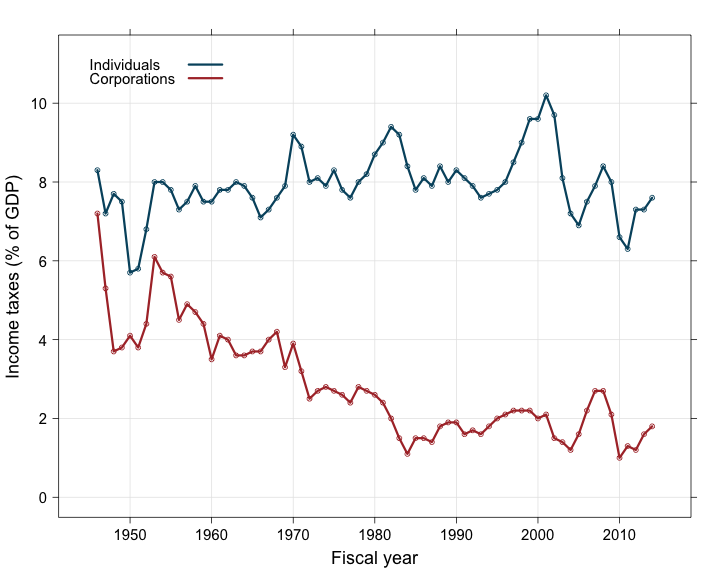 Individuals
Corporations
Income taxes (% of GDP)
10
8
6
4
2
0
1950 1960 1970 1980 1990 2000 2010
Fiscal year